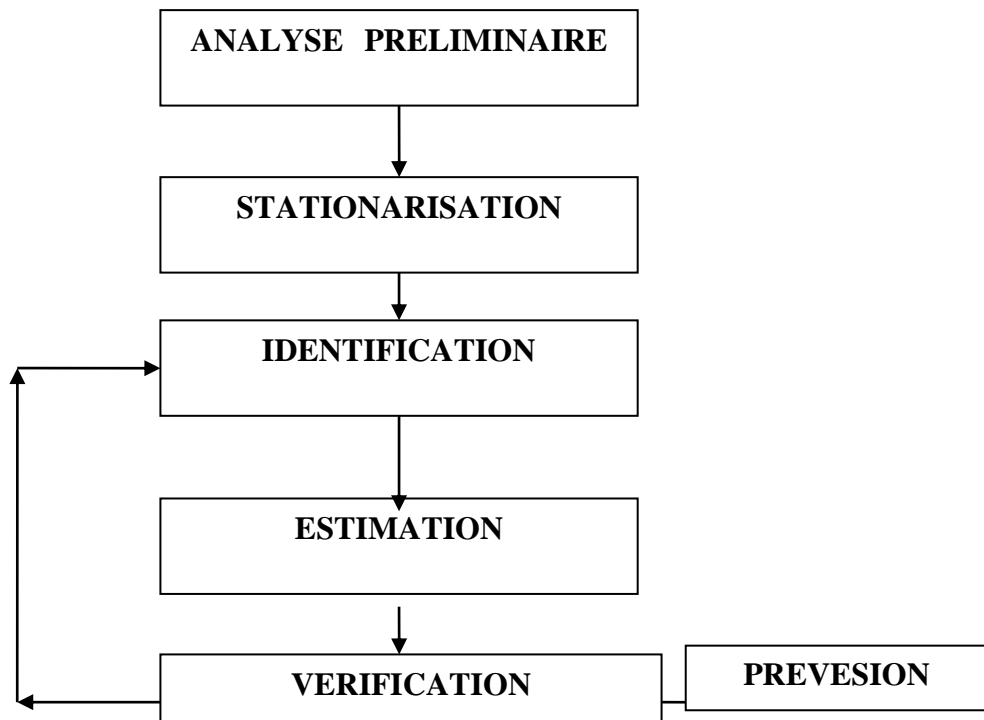 ANALYSE PRELIMINAIRE
STATIONARISATION
IDENTIFICATION
ESTIMATION
VERIFICATION
PREVESION